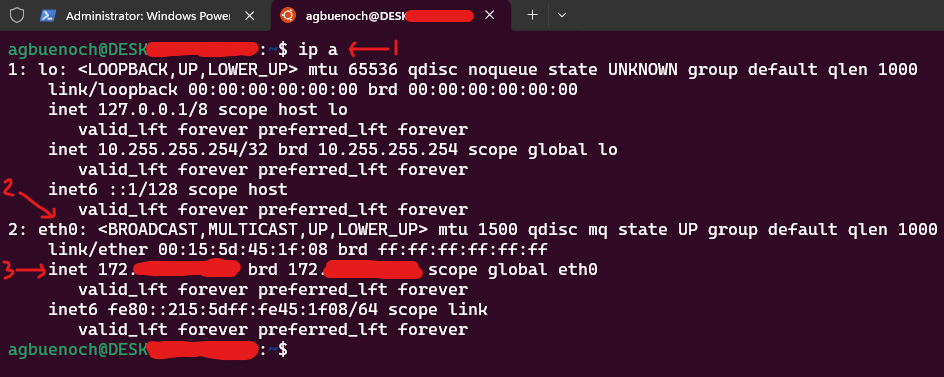 Administrator: Windows Power
agbuenoch@DESK
agbuenoch@DESK :~$ ip a 1
1: lo: <LOOPBACK,UP,LOWER_UP> mtu 65536 qdisc noqueue state UNKNOWN group default qlen 1000
link/loopback 00:00:00:00:00:00 brd 00:00:00:00:00:00
inet 127.0.0.1/8 scope host lo
valid_lft forever preferred_lft forever
inet 10.255.255.254/32 brd 10.255.255.254 scope global lo
valid_lft forever preferred_lft forever
inet6 ::1/128 scope host
2
valid_lft forever preferred_lft forever
2: eth0: <BROADCAST,MULTICAST,UP,LOWER_UP> mtu 1500 qdisc mq state UP group default qlen 1000
link/ether 00:15:5d:45:1f:08 brd ff:ff:ff:ff:ff:ff
3 inet 172. brd 172. scope global eth0
valid_lft forever preferred_lft forever
inet6 fe80::215:5dff:fe45:1f08/64 scope link
valid_lft forever preferred_lft forever
agbuenoch@DESK :~$